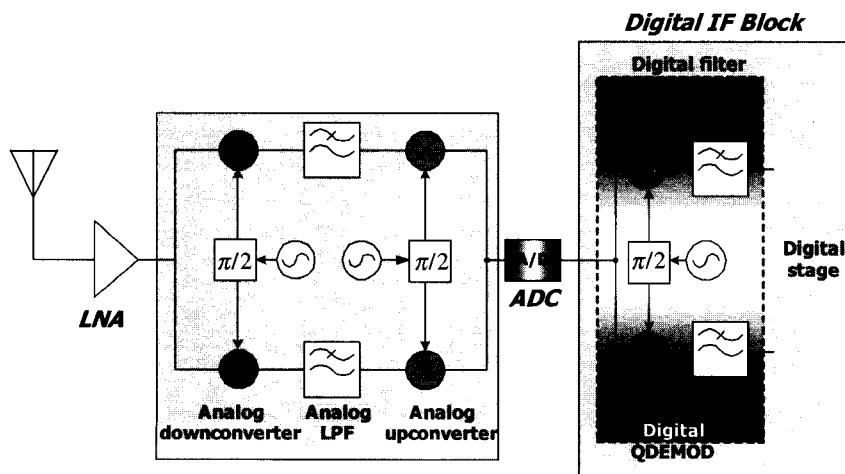 Digital IF Block
Digital filter
π/2
π/2
A/D
π/2
Digital
stage
ADC
LNA
Analog
downconverter
Analog
LPF
Analog
upconverter
Digital
QDEMOD